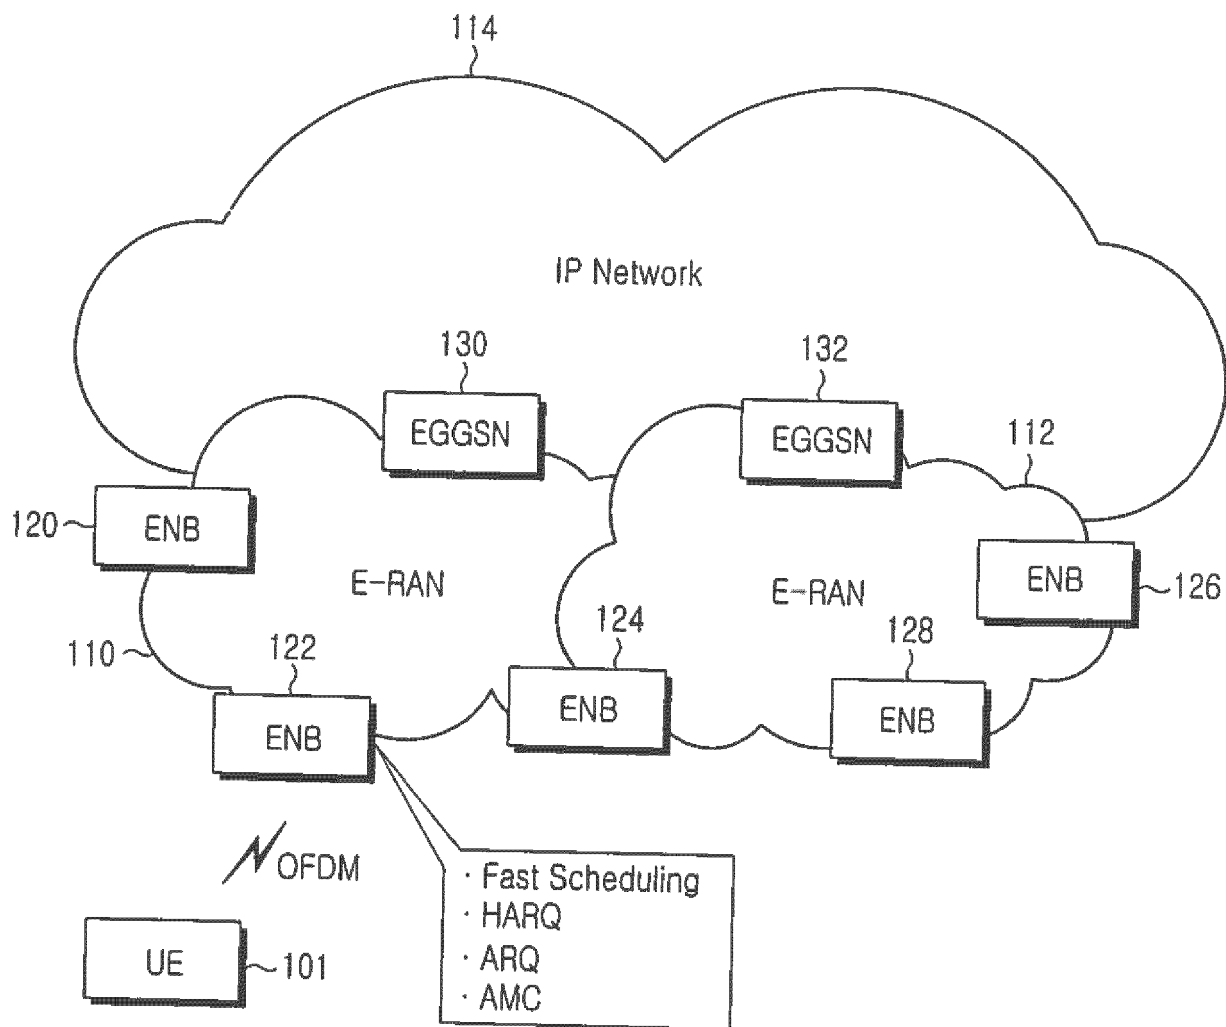 114
IP Network
130
132
EGGSN
EGGSN
112
120
ENB
ENB
126
E-RAN
E-RAN
110
122
124
128
ENB
ENB
ENB
OFDM
· Fast Scheduling
· HARQ
· ARQ
· AMC
UE
101